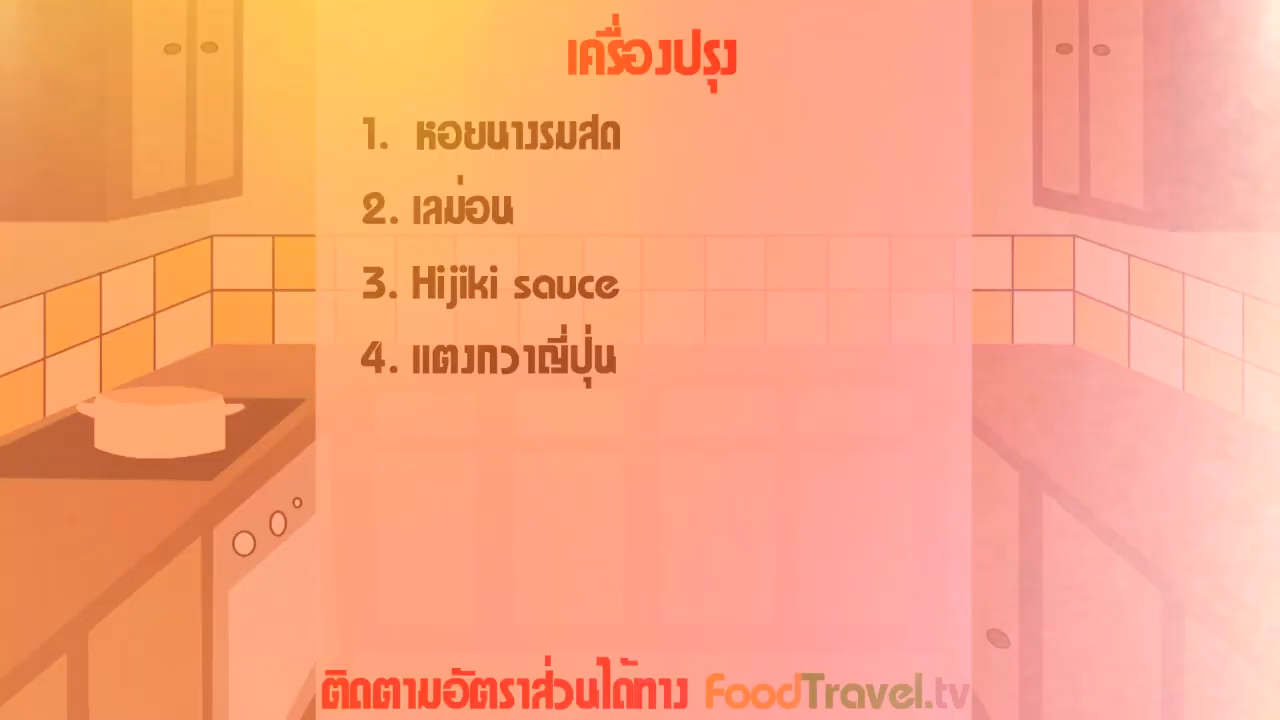 เครื่องปรุง
1. หอยนางรมสด
2. เลม่อน
3. Hijiki sauce
4. แตงกวาญี่ปุ่น
ติดตามอัตราส่วนได้ทาง FoodTravel.tv